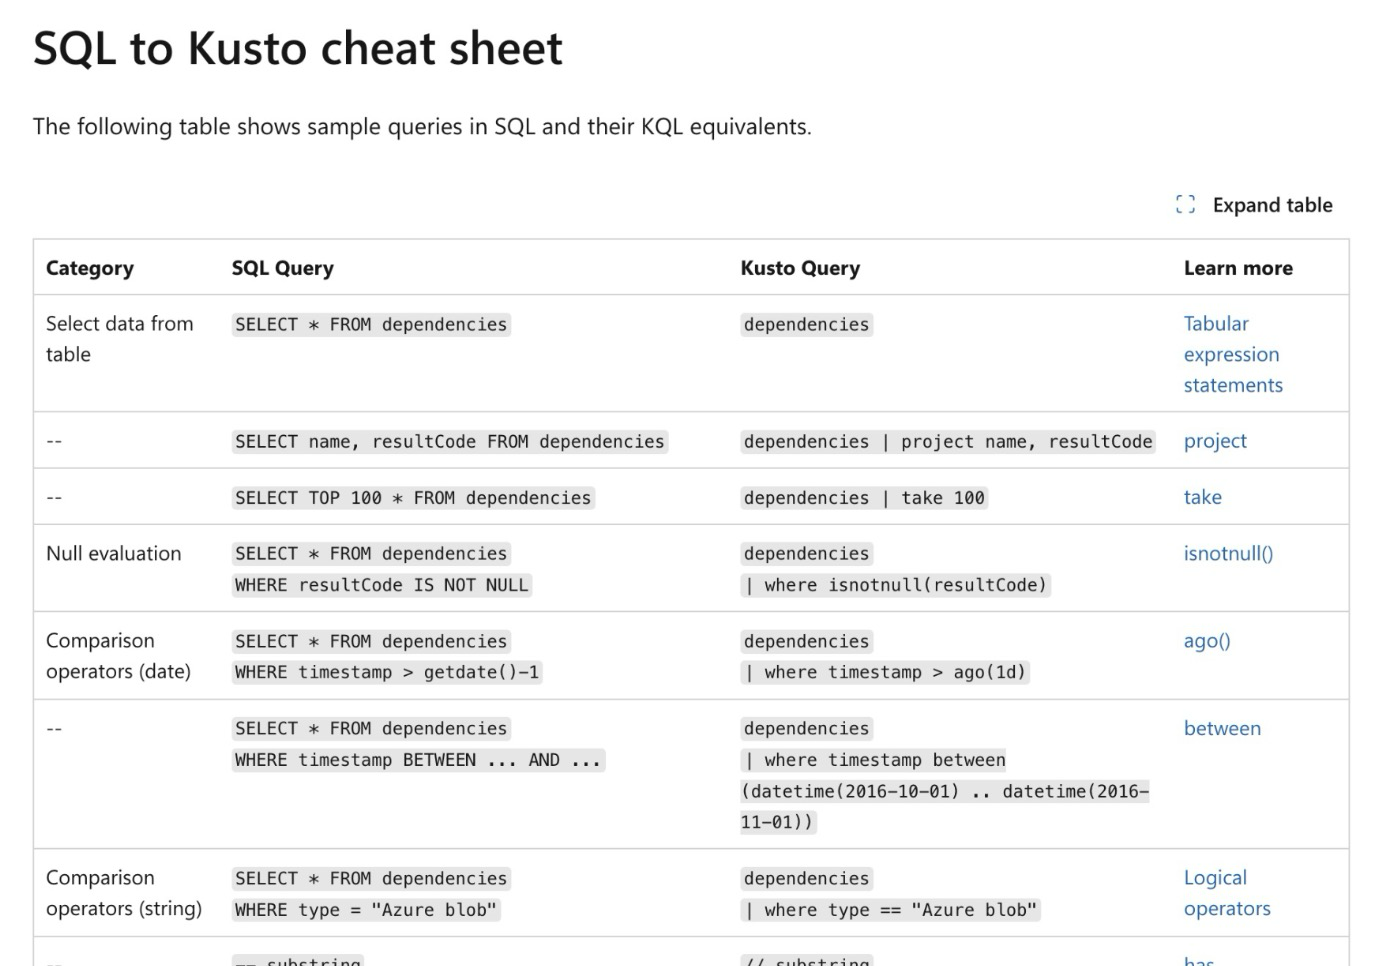 SQL to Kusto cheat sheet
The following table shows sample queries in SQL and their KQL equivalents.
Expand table
Category SQL Query Kusto Query Learn more
Select data from SELECT * FROM dependencies dependencies Tabular
table expression
statements
-- SELECT name, resultCode FROM dependencies dependencies | project name, resultCode project
-- SELECT TOP 100 * FROM dependencies dependencies | take 100 take
Null evaluation SELECT * FROM dependencies dependencies isnotnull()
WHERE resultCode IS NOT NULL | where isnotnull(resultCode)
Comparison SELECT * FROM dependencies dependencies ago()
operators (date) WHERE timestamp > getdate()-1 | where timestamp > ago(1d)
-- SELECT * FROM dependencies dependencies between
WHERE timestamp BETWEEN ... AND ... | where timestamp between
(datetime(2016-10-01) .. datetime(2016-
11-01))
Comparison SELECT * FROM dependencies dependencies Logical
operators (string) WHERE type = "Azure blob" | where type == "Azure blob" operators
-- -- substring // substring has